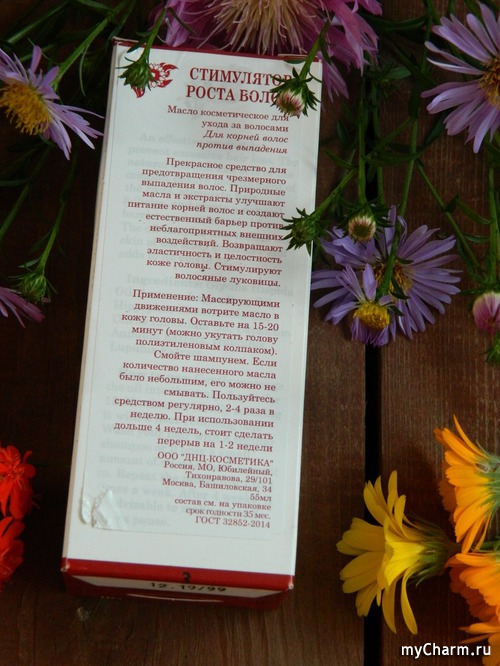 СТИМУЛЯТОР
РОСТА ВОЛОС
Масло косметическое для
ухода за волосами
Для корней волос
против выпадения
Прекрасное средство для
предотвращения чрезмерного
выпадения волос. Природные
масла и экстракты улучшают
питание корней волос и создают
естественный барьер против
неблагоприятных внешних
воздействий. Возвращают
эластичность и целостность
коже головы. Стимулируют
волосяные луковицы.
Применение: Массирующими
движениями вотрите масло в
кожу головы. Оставьте на 15-20
минут (можно укутать голову
полиэтиленовым колпаком).
Смойте шампунем. Если
количество нанесенного масла
было небольшим, его можно не
смывать. Пользуйтесь
средством регулярно, 2-4 раза в
неделю. При использовании
дольше 4 недель, стоит сделать
перерыв на 1-2 недели
ООО "ДНЦ-КОСМЕТИКА"
Россия, МО, Юбилейный,
Тихонравова, 29/101
Москва, Башиловская, 34
55мл
состав см. на упаковке
срок годности 35 мес.
ГОСТ 32852-2014
12.19/99
myCharm.ru